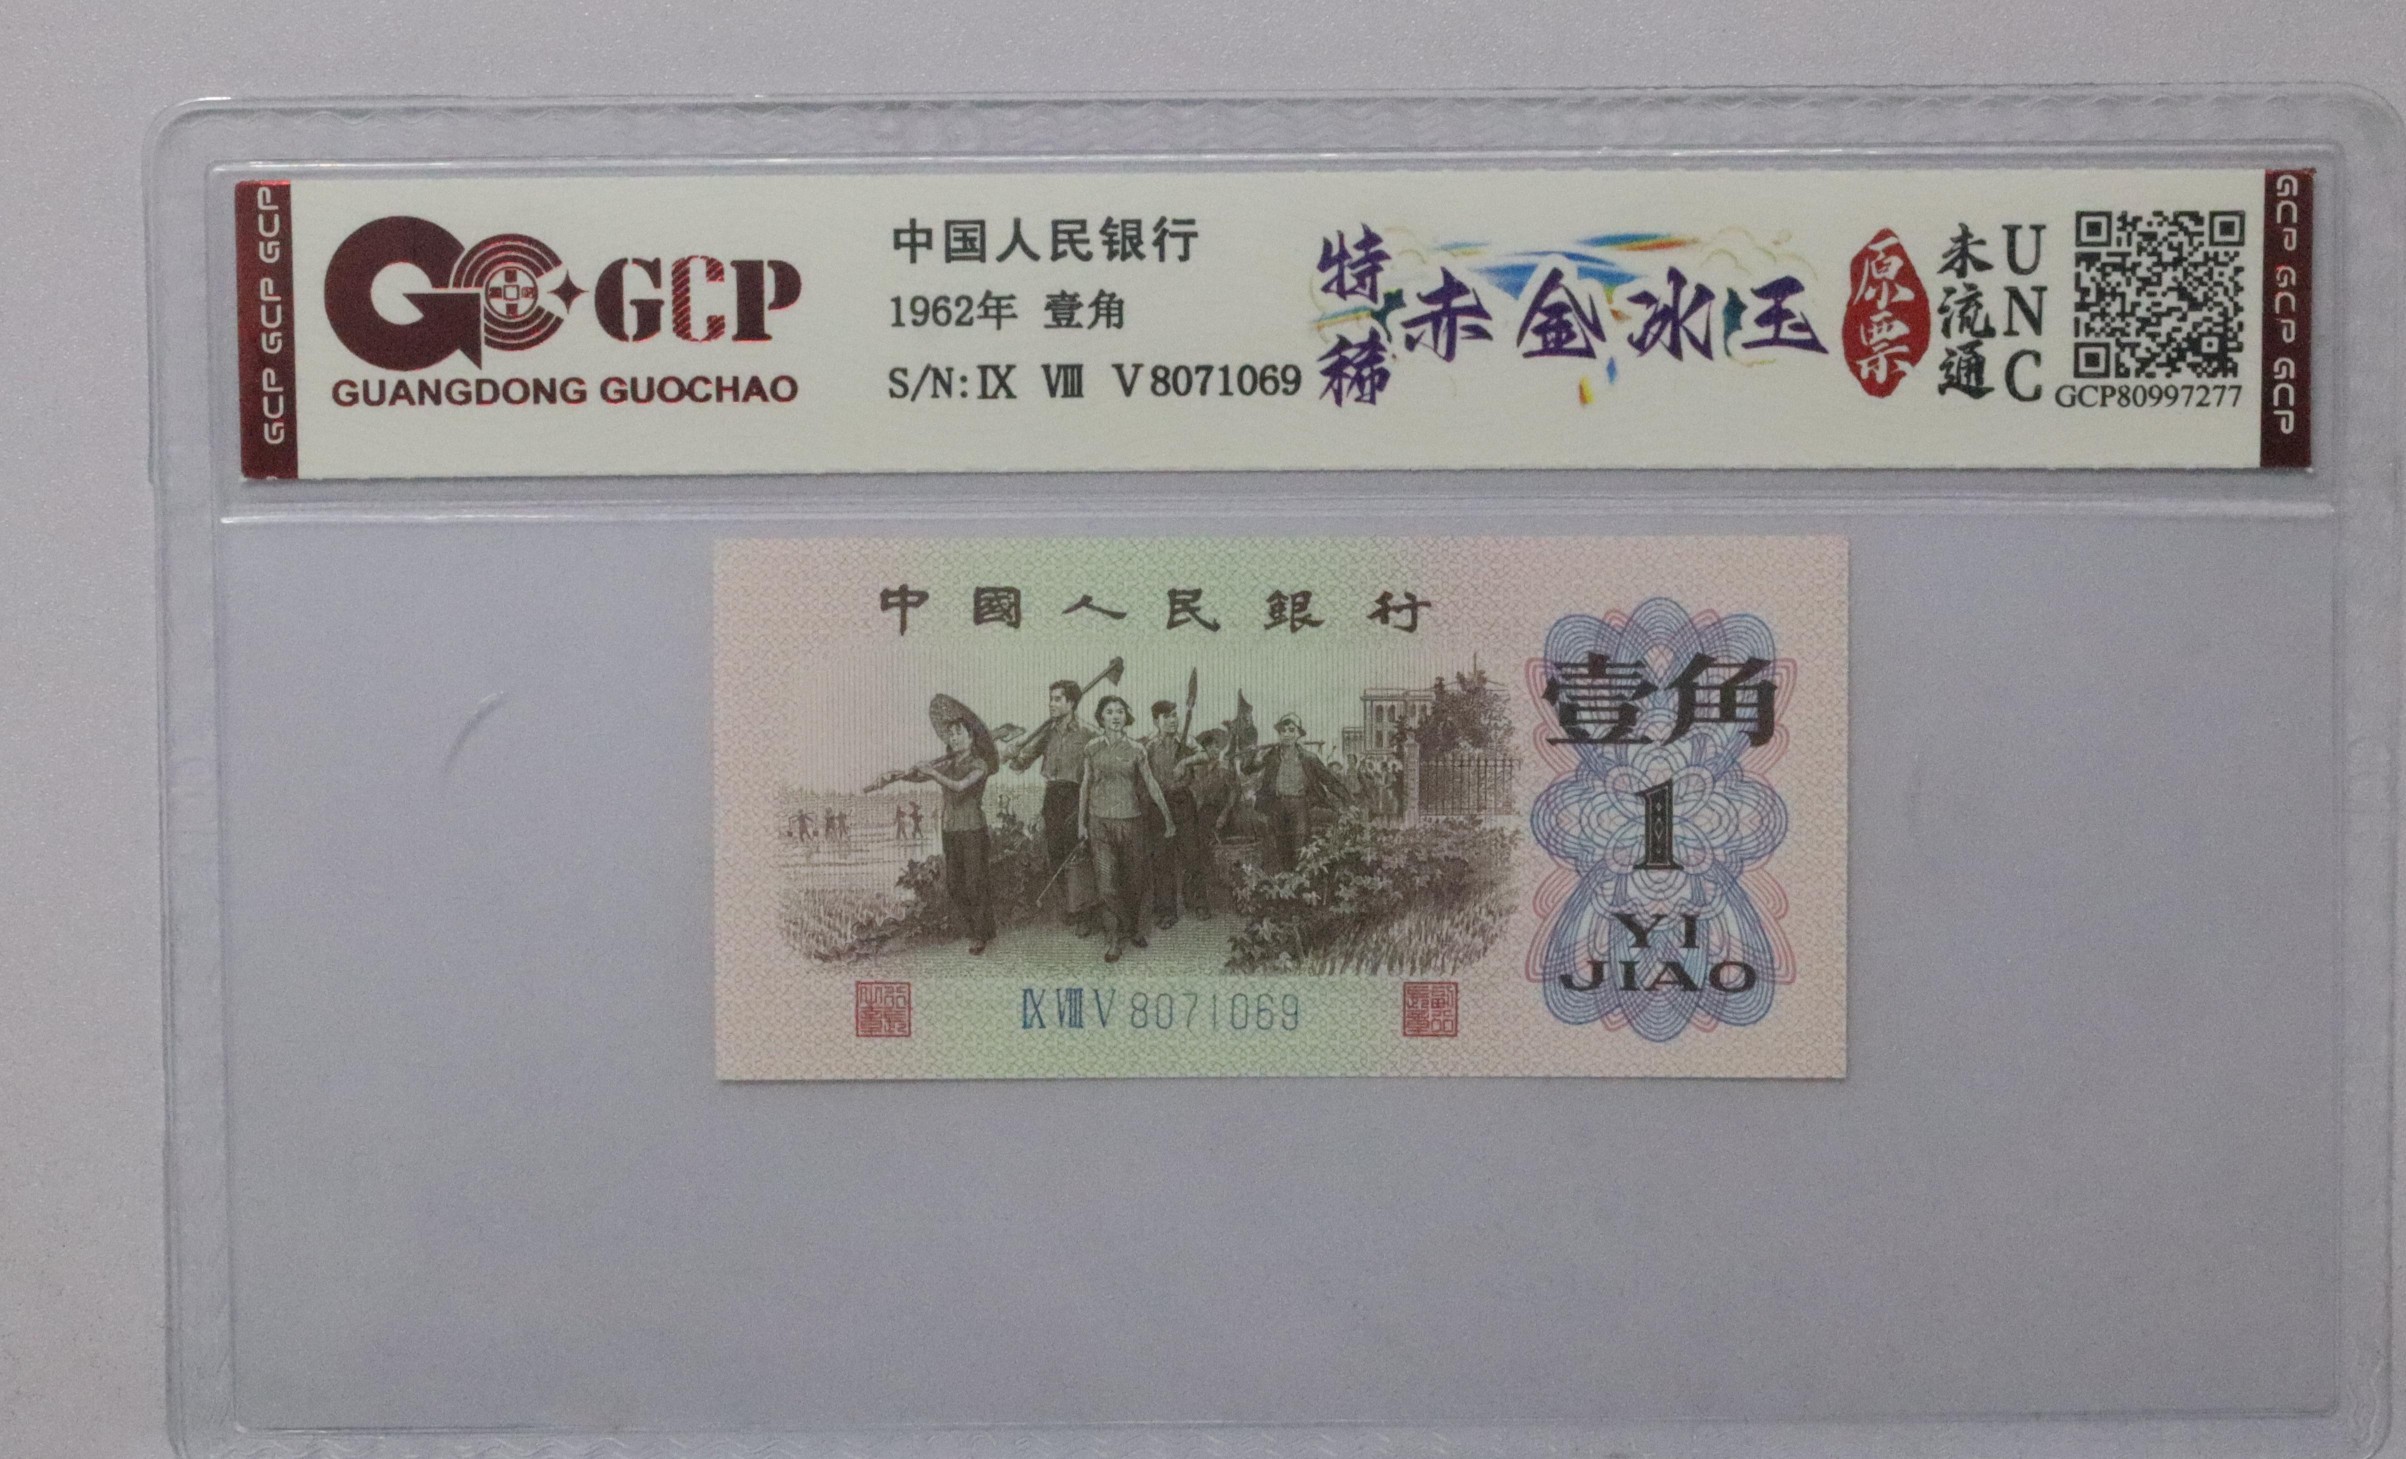 GCP GCP GCP
GCP
GUANGDONG GUOCHAO
中国人民银行
1962年 壹角
S/N: IX VIII V 8071069
特稀
赤金冰玉
原票
未流通
UNC
GCP80997277
GCP GCP GCP
中國人民銀行
壹角
1
YI
JIAO
IX VIII V 8071069